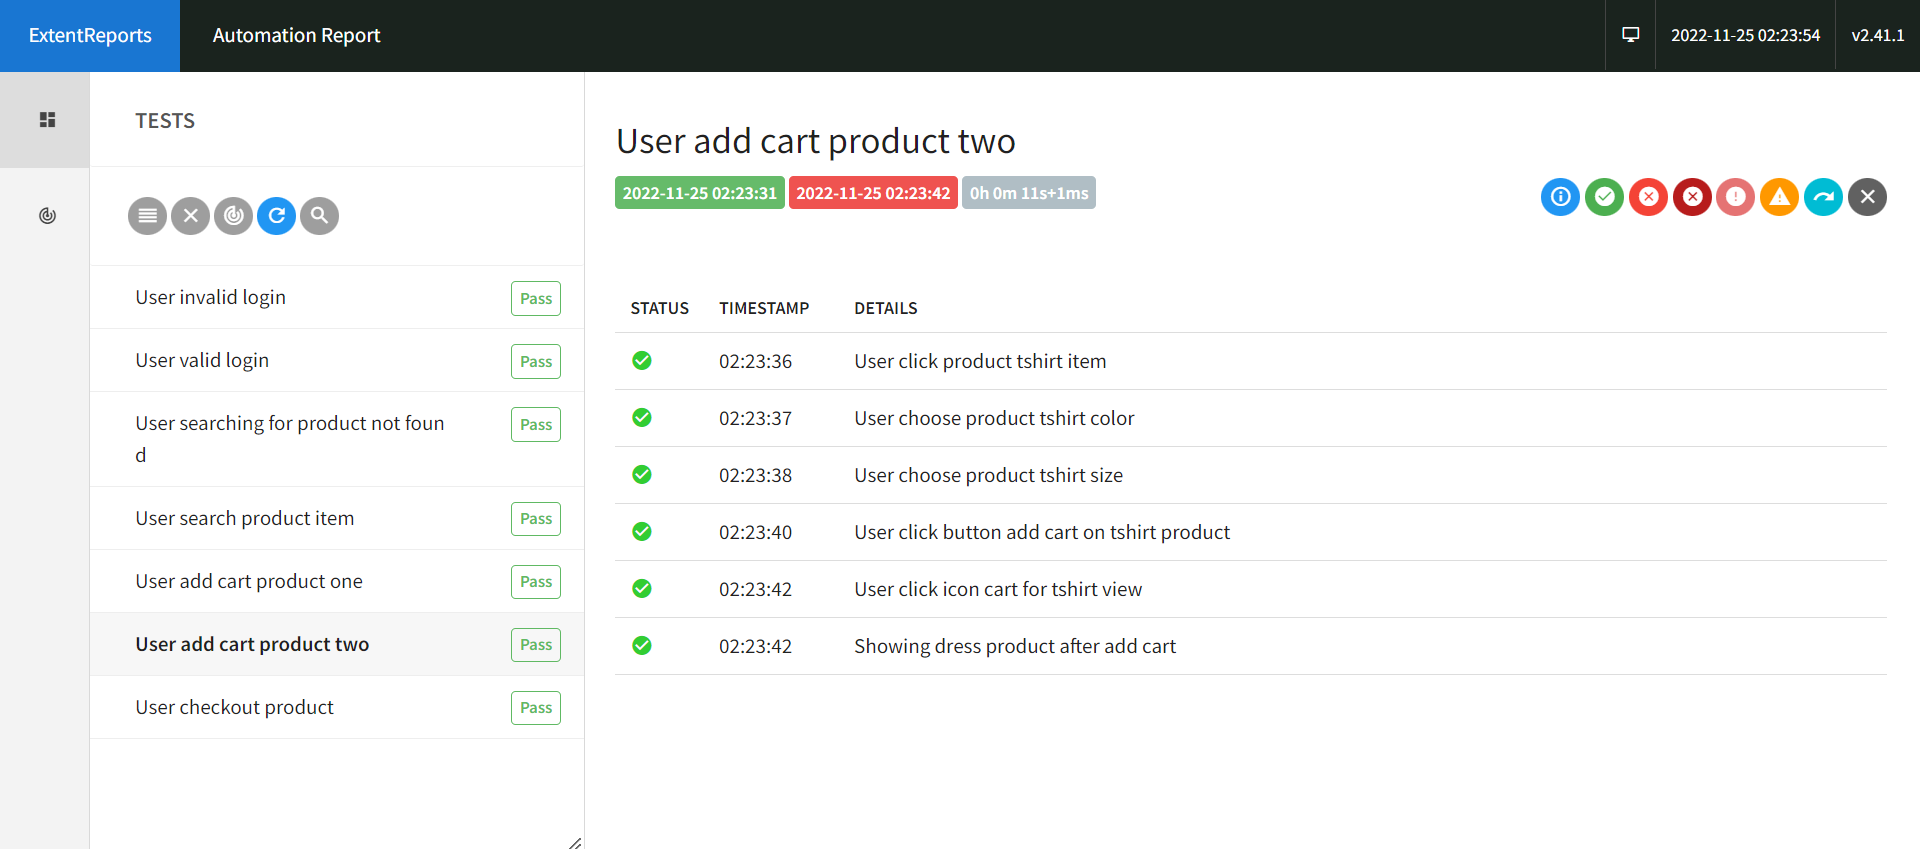 ExtentReports
Automation Report
2022-11-25 02:23:54
v2.41.1
TESTS
User invalid login Pass
User valid login Pass
User searching for product not foun Pass
d
User search product item Pass
User add cart product one Pass
User add cart product two Pass
User checkout product Pass
User add cart product two
2022-11-25 02:23:31 2022-11-25 02:23:42 0h 0m 11s+1ms
STATUS TIMESTAMP DETAILS
02:23:36 User click product tshirt item
02:23:37 User choose product tshirt color
02:23:38 User choose product tshirt size
02:23:40 User click button add cart on tshirt product
02:23:42 User click icon cart for tshirt view
02:23:42 Showing dress product after add cart